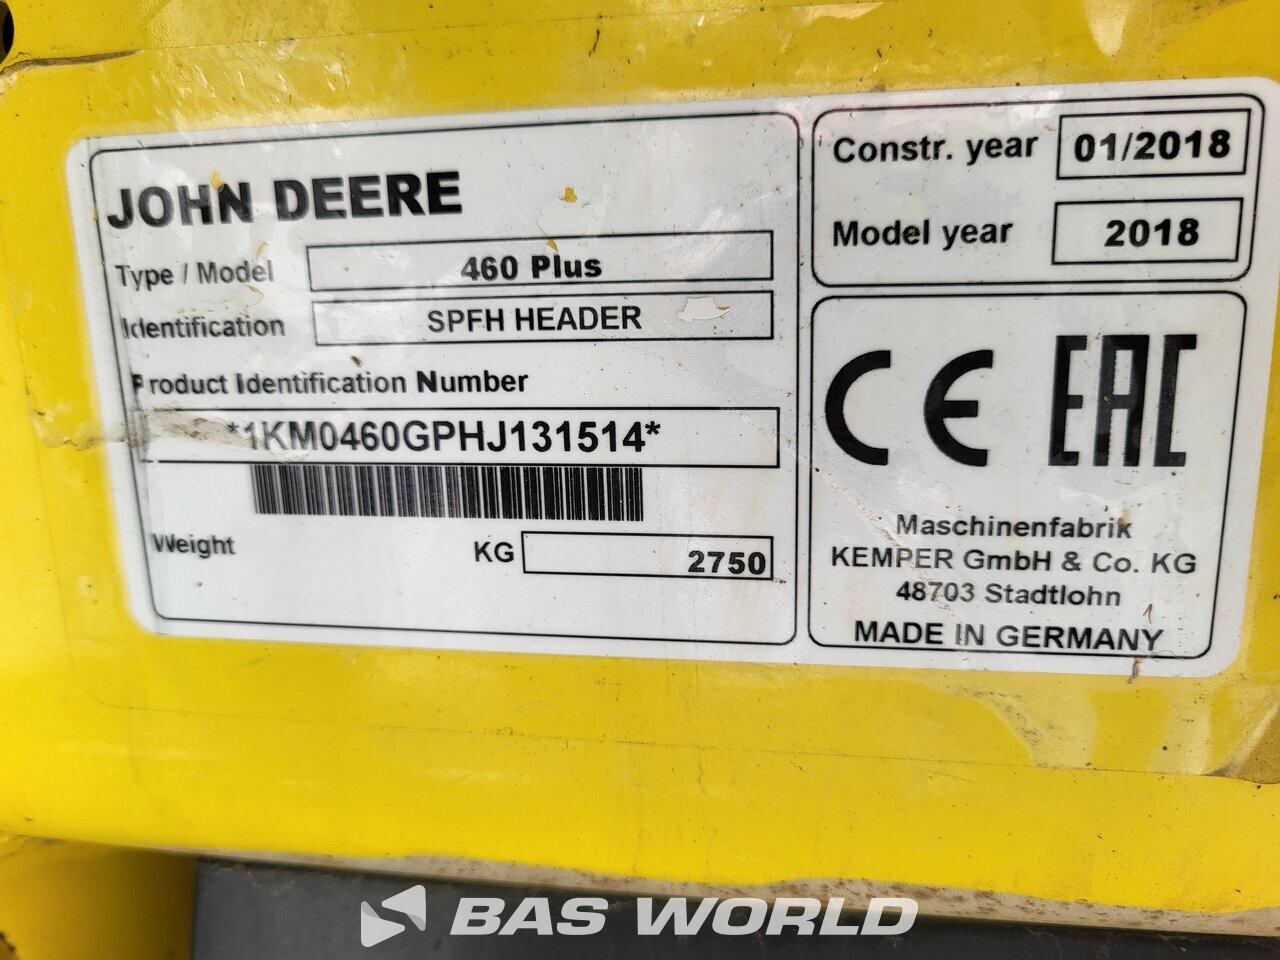 JOHN DEERE
Type / Model 460 Plus
Identification SPFH HEADER
Product Identification Number
*1KM0460GPHJ131514*
Weight KG 2750
Constr. year 01/2018
Model year 2018
CE EAC
Maschinenfabrik
KEMPER GmbH & Co. KG
48703 Stadtlohn
MADE IN GERMANY
BAS WORLD